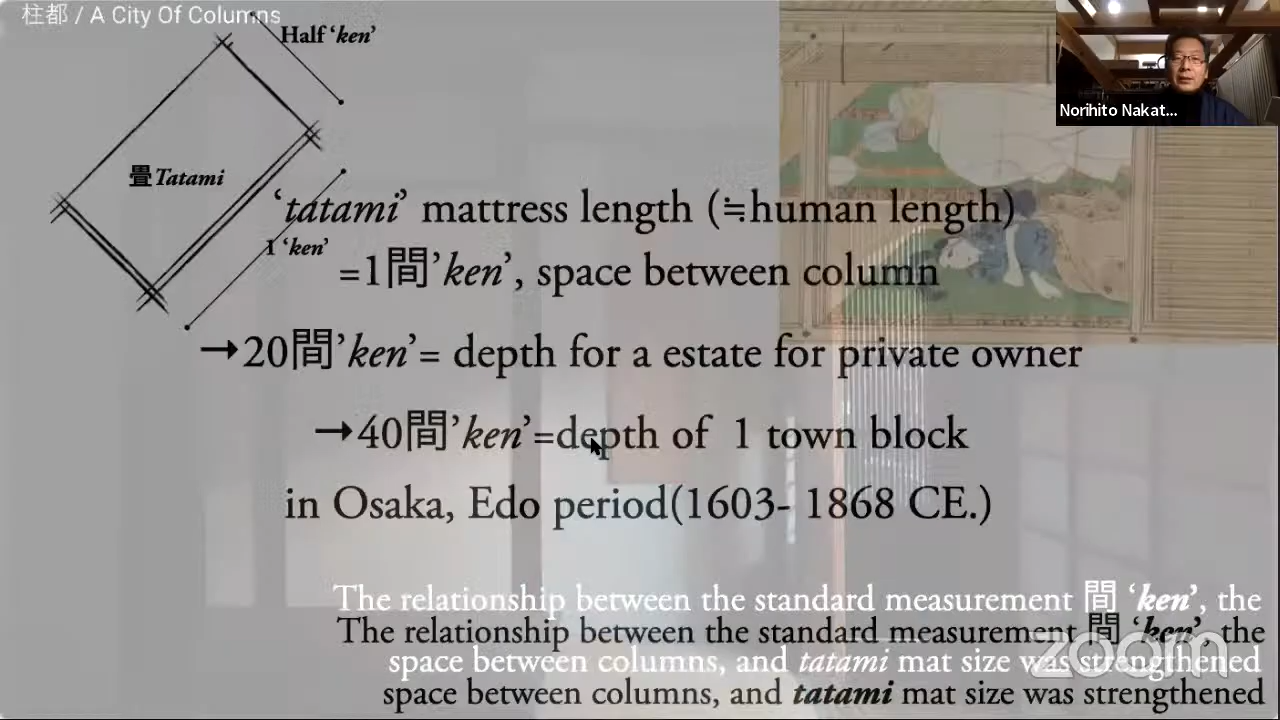 柱都 / A City Of Columns
Half ‘ken’
Norihito Nakat...
畳Tatami
‘tatami’ mattress length (≒human length)
1 ‘ken’
=1間’ken’, space between column
→20間’ken’= depth for a estate for private owner
→40間’ken’=depth of 1 town block
in Osaka, Edo period(1603- 1868 CE.)
The relationship between the standard measurement 間 ‘ken’, the
The relationship between the standard measurement 間 ‘ken’, the
zoom
space between columns, and tatami mat size was strengthened
space between columns, and tatami mat size was strengthened